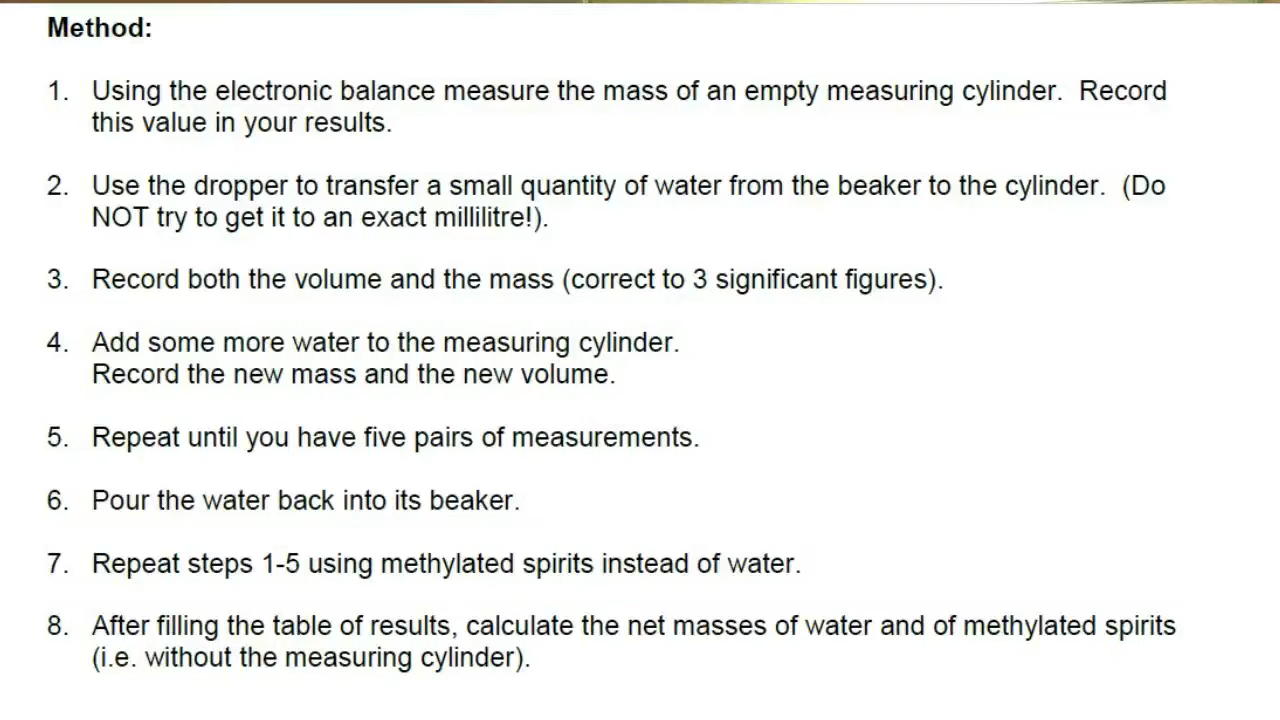 Method:
1. Using the electronic balance measure the mass of an empty measuring cylinder.  Record
this value in your results.
2. Use the dropper to transfer a small quantity of water from the beaker to the cylinder.  (Do
NOT try to get it to an exact millilitre!).
3. Record both the volume and the mass (correct to 3 significant figures).
4. Add some more water to the measuring cylinder.
Record the new mass and the new volume.
5. Repeat until you have five pairs of measurements.
6. Pour the water back into its beaker.
7. Repeat steps 1-5 using methylated spirits instead of water.
8. After filling the table of results, calculate the net masses of water and of methylated spirits
(i.e. without the measuring cylinder).